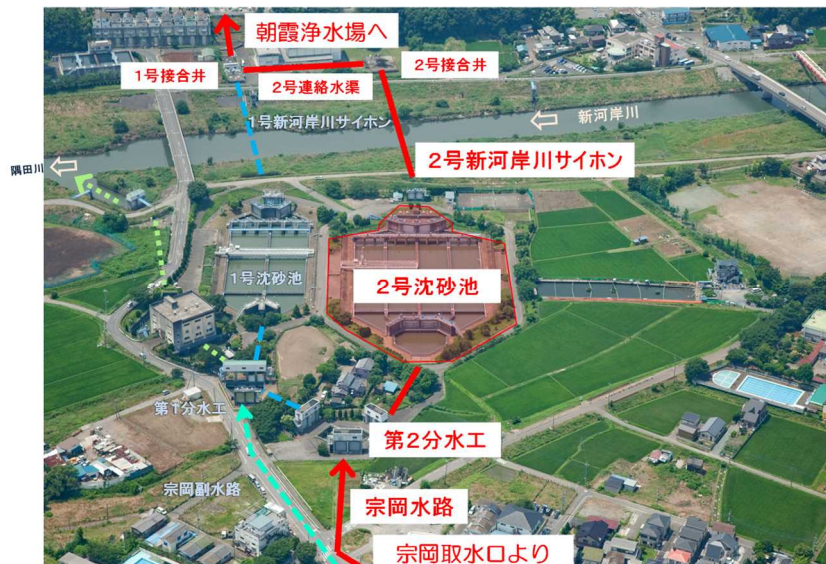 朝霞浄水場へ
1号接合井
2号接合井
2号連絡水渠
1号新河岸川サイホン
新河岸川
隅田川
2号新河岸川サイホン
1号沈砂池
2号沈砂池
第1分水工
第2分水工
宗岡副水路
宗岡水路
宗岡取水口より